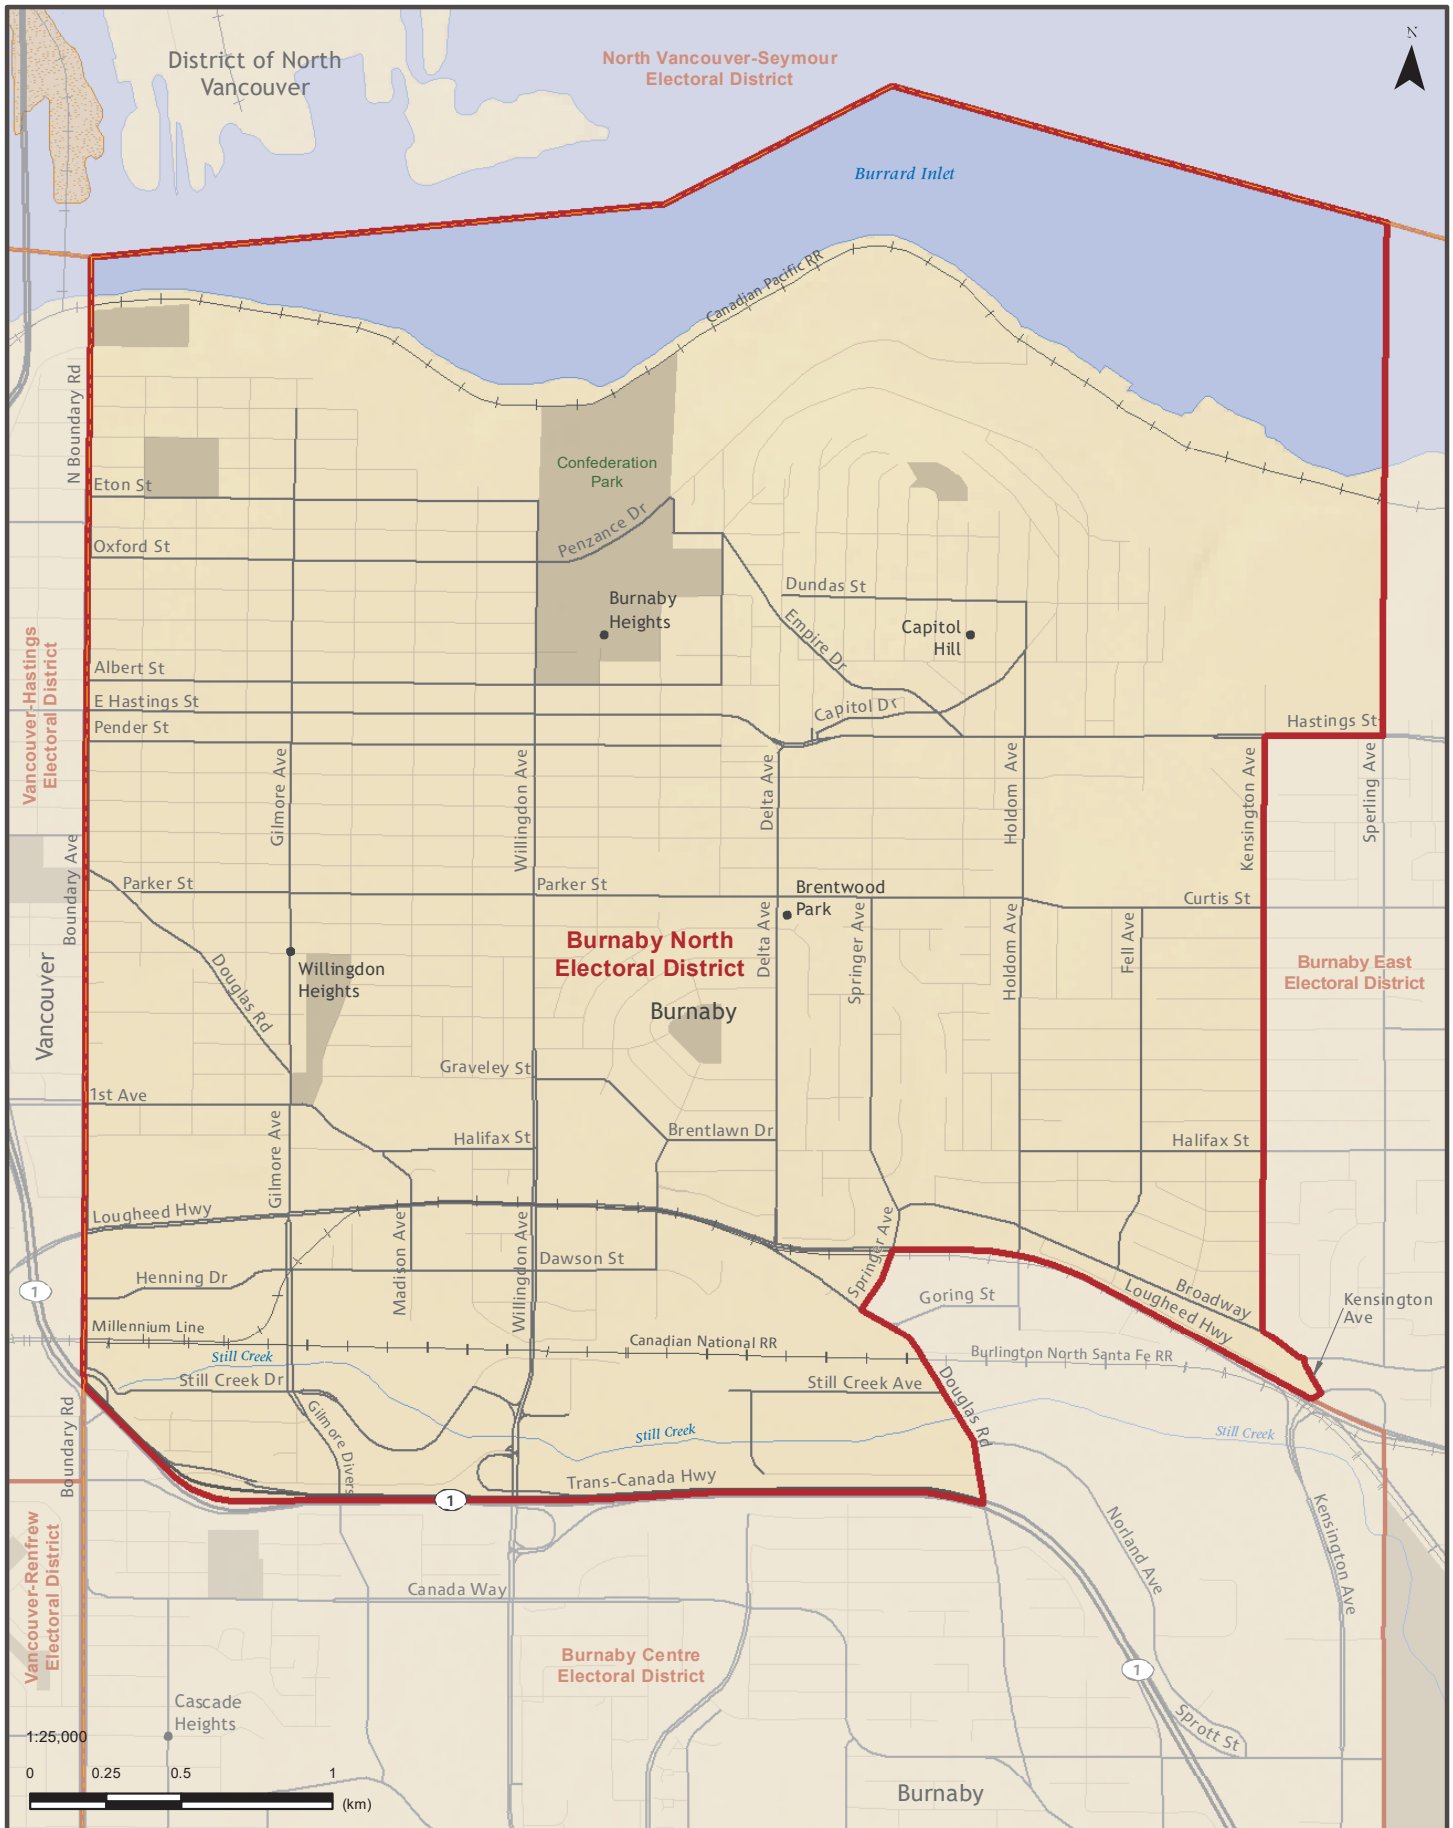 N
District of North
Vancouver
North Vancouver-Seymour
Electoral District
Burrard Inlet
Canadian Pacific RR
N Boundary Rd
Confederation
Park
Eton St
Penzance Dr
Oxford St
Dundas St
Burnaby
Heights
Empire Dr
Capitol
Hill
Vancouver-Hastings
Electoral District
Albert St
E Hastings St
Capitol Dr
Pender St
Hastings St
Gilmore Ave
Willingdon Ave
Delta Ave
Holdom Ave
Kensington Ave
Sperling Ave
Boundary Ave
Parker St
Parker St
Brentwood
Park
Curtis St
Burnaby North
Electoral District
Delta Ave
Springer Ave
Holdom Ave
Fell Ave
Burnaby East
Electoral District
Vancouver
Douglas Rd
Willingdon
Heights
Burnaby
Graveley St
1st Ave
Gilmore Ave
Halifax St
Brentlawn Dr
Halifax St
Lougheed Hwy
Madison Ave
Willingdon Ave
Dawson St
Springer Ave
Henning Dr
1
Goring St
Broadway
Lougheed Hwy
Kensington
Ave
Millennium Line
Canadian National RR
Burlington North Santa Fe RR
Still Creek
Still Creek Dr
Still Creek Ave
Douglas Rd
Boundary Rd
Gilmore Divers
Still Creek
Still Creek
Trans-Canada Hwy
1
Kensington Ave
Norland Ave
Vancouver-Renfrew
Electoral District
Canada Way
Burnaby Centre
Electoral District
1
Cascade
Heights
Sprott St
1:25,000
0 0.25 0.5 1
(km)
Burnaby